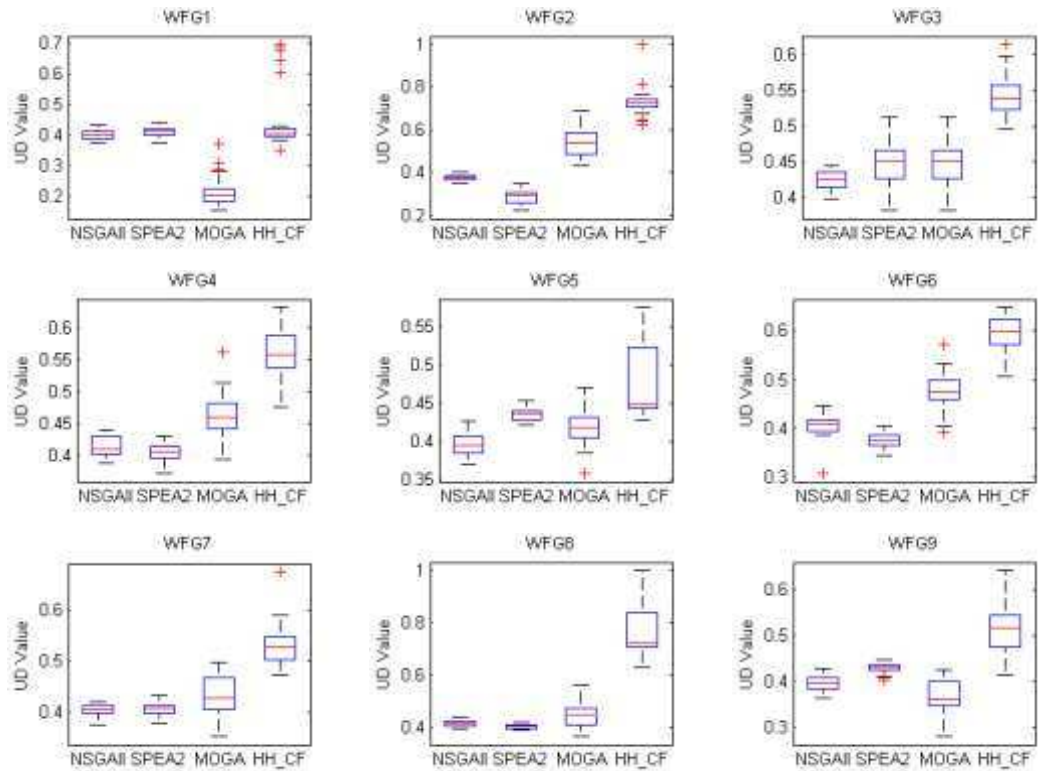 WFG1
UD Value
0.7
0.6
0.5
0.4
0.3
0.2
NSGAII SPEA2 MOGA HH_CF
WFG2
UD Value
1
0.8
0.6
0.4
0.2
NSGAII SPEA2 MOGA HH_CF
WFG3
UD Value
0.6
0.55
0.5
0.45
0.4
NSGAII SPEA2 MOGA HH_CF
WFG4
UD Value
0.6
0.55
0.5
0.45
0.4
NSGAII SPEA2 MOGA HH_CF
WFG5
UD Value
0.55
0.5
0.45
0.4
0.35
NSGAII SPEA2 MOGA HH_CF
WFG6
UD Value
0.6
0.5
0.4
0.3
NSGAII SPEA2 MOGA HH_CF
WFG7
UD Value
0.6
0.5
0.4
NSGAII SPEA2 MOGA HH_CF
WFG8
UD Value
1
0.8
0.6
0.4
NSGAII SPEA2 MOGA HH_CF
WFG9
UD Value
0.6
0.5
0.4
0.3
NSGAII SPEA2 MOGA HH_CF